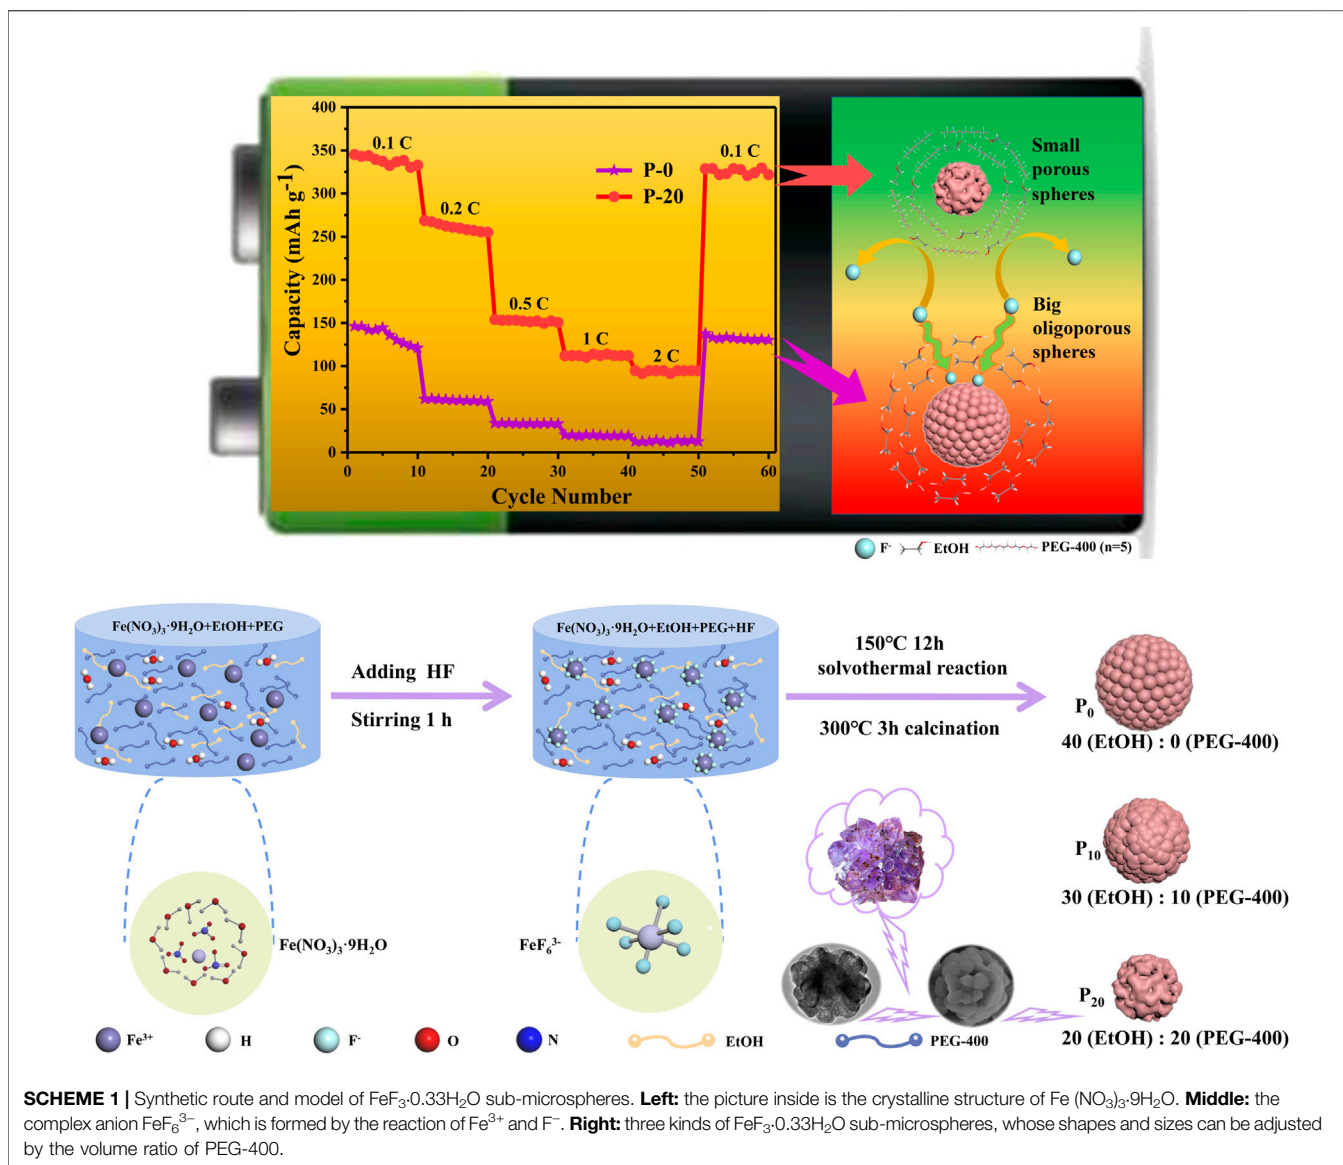 400
350
300
250
200
150
100
50
0
Capacity (mAh g⁻¹)
0.1 C
0.2 C
0.5 C
1 C
2 C
0.1 C
P-0
P-20
0 10 20 30 40 50 60
Cycle Number
Small
porous
spheres
F⁻
F⁻
Big
oligoporous
spheres
F⁻ EtOH PEG-400 (n=5)
Fe(NO₃)₃·9H₂O+EtOH+PEG
Adding HF
Stirring 1 h
Fe(NO₃)₃·9H₂O+EtOH+PEG+HF
150℃ 12h
solvothermal reaction
300℃ 3h calcination
P₀
40 (EtOH) : 0 (PEG-400)
P₁₀
30 (EtOH) : 10 (PEG-400)
P₂₀
20 (EtOH) : 20 (PEG-400)
Fe(NO₃)₃·9H₂O
FeF₆³⁻
Fe³⁺ H F⁻ O N EtOH PEG-400
SCHEME 1 | Synthetic route and model of FeF₃·0.33H₂O sub-microspheres. Left: the picture inside is the crystalline structure of Fe (NO₃)₃·9H₂O. Middle: the
complex anion FeF₆³⁻, which is formed by the reaction of Fe³⁺ and F⁻. Right: three kinds of FeF₃·0.33H₂O sub-microspheres, whose shapes and sizes can be adjusted
by the volume ratio of PEG-400.